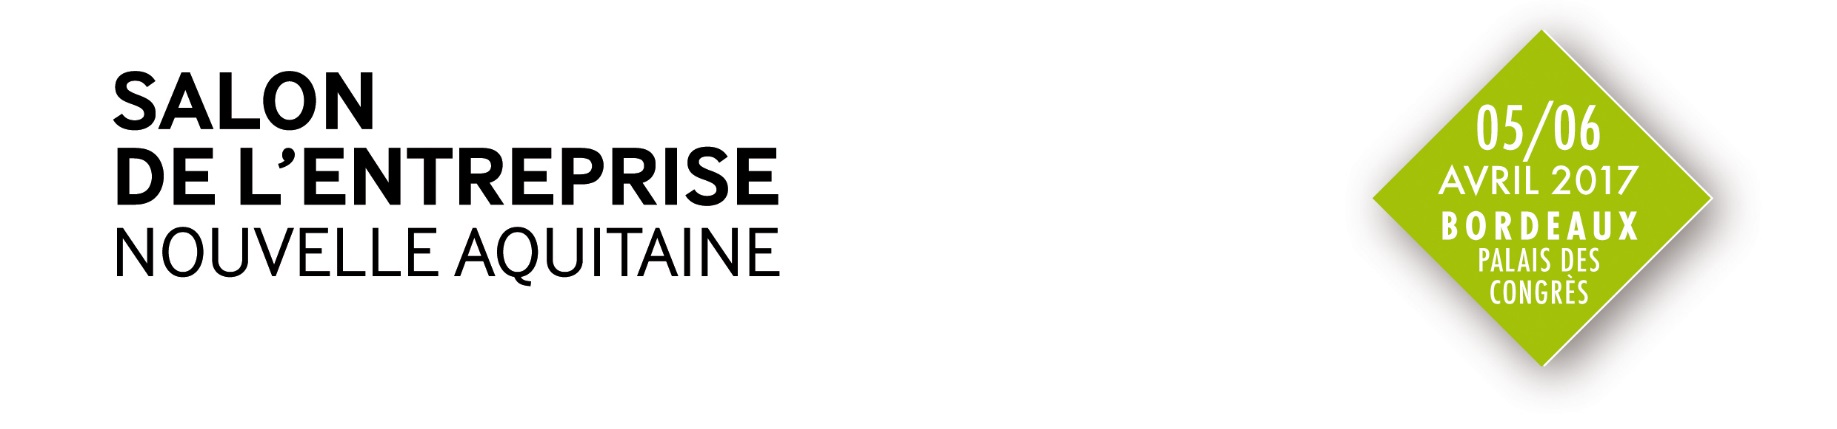 SALON
DE L’ENTREPRISE
NOUVELLE AQUITAINE
05/06
AVRIL 2017
BORDEAUX
PALAIS DES
CONGRÈS